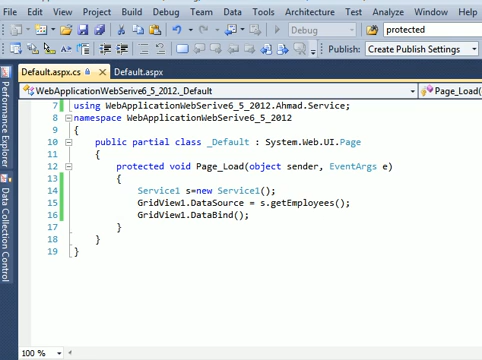 File Edit View Project Build Debug Team Data Tools Architecture Test Analyze Window Help
Debug
protected
Publish: Create Publish Settings
Default.aspx.cs Default.aspx
WebApplicationWebSerive6_5_2012._Default Page_Load(
Performance Explorer
Data Collection Control
7 using WebApplicationWebSerive6_5_2012.Ahmad.Service;
8 namespace WebApplicationWebSerive6_5_2012
9 {
10 public partial class _Default : System.Web.UI.Page
11 {
12 protected void Page_Load(object sender, EventArgs e)
13 {
14 Service1 s=new Service1();
15 GridView1.DataSource = s.getEmployees();
16 GridView1.DataBind();
17 }
18 }
19 }
100 %